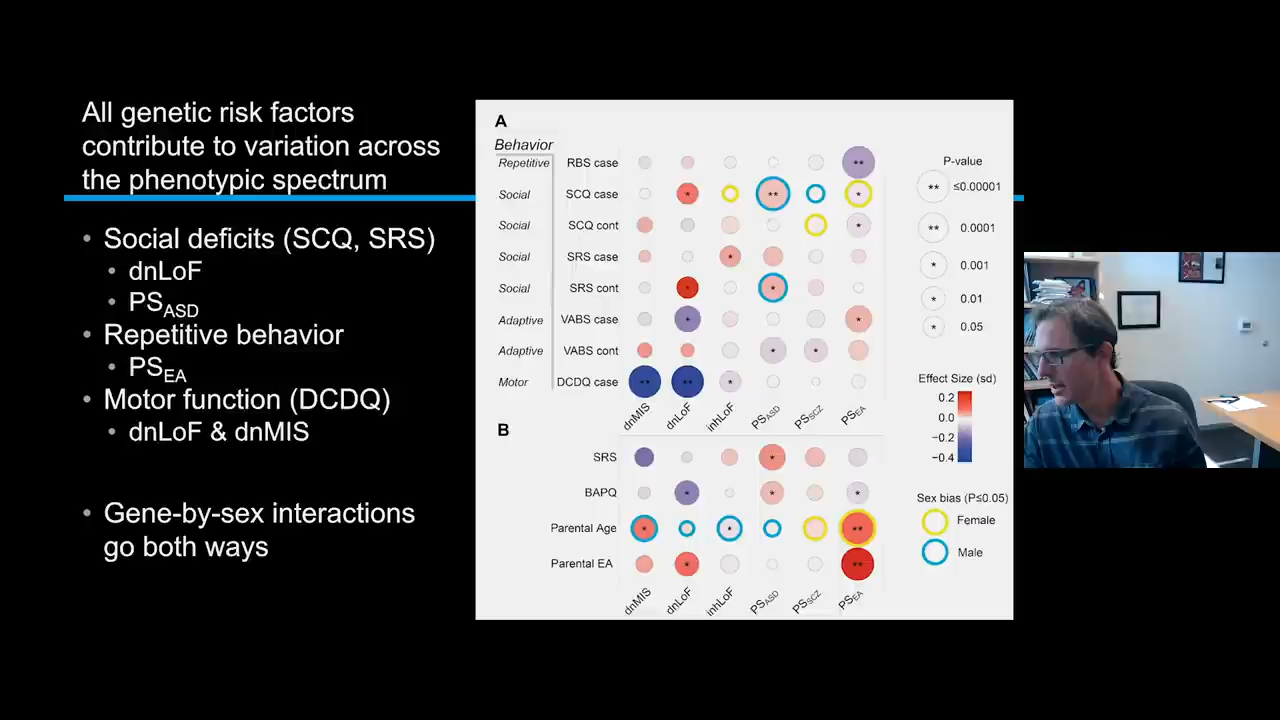 All genetic risk factors
contribute to variation across
the phenotypic spectrum
• Social deficits (SCQ, SRS)
• dnLoF
• PSASD
• Repetitive behavior
• PSEA
• Motor function (DCDQ)
• dnLoF & dnMIS
• Gene-by-sex interactions
go both ways
A
Behavior
Repetitive RBS case **
Social SCQ case * ** *
Social SCQ cont *
Social SRS case *
Social SRS cont * *
Adaptive VABS case * *
Adaptive VABS cont * *
Motor DCDQ case ** ** *
dnMIS dnLoF inhLoF PSASD PSSCZ PSEA
B
SRS *
BAPQ * * *
Parental Age * * **
Parental EA * **
dnMIS dnLoF inhLoF PSASD PSSCZ PSEA
P-value
** ≤0.00001
** 0.0001
* 0.001
* 0.01
* 0.05
Effect Size (sd)
0.2
0.0
−0.2
−0.4
Sex bias (P≤0.05)
Female
Male